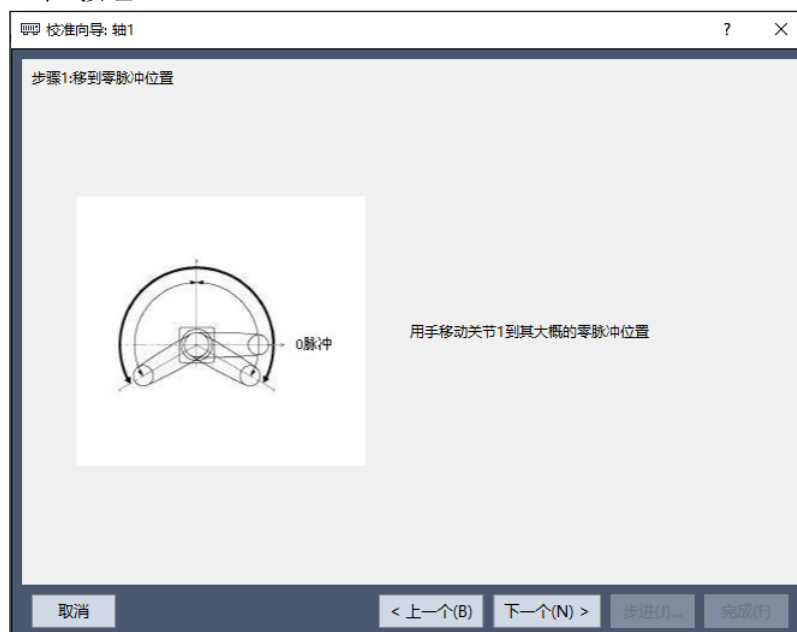 校准向导: 轴1
?
步骤1:移到零脉冲位置
0脉冲
用手移动关节1到其大概的零脉冲位置
取消
< 上一个(B)
下一个(N) >
步进(J)...
完成(F)